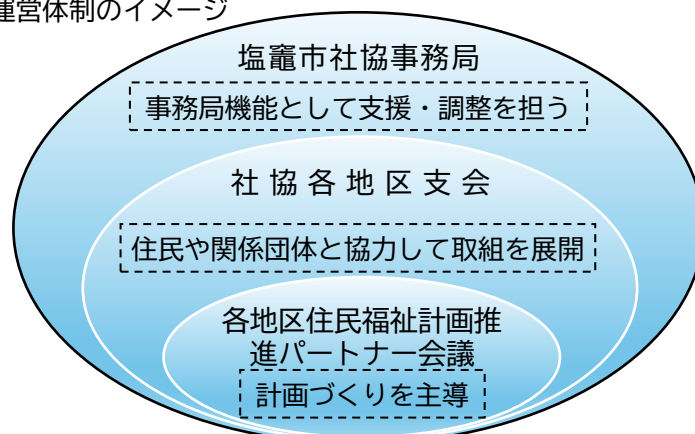 運営体制のイメージ
塩竈市社協事務局
事務局機能として支援・調整を担う
社協各地区支会
住民や関係団体と協力して取組を展開
各地区住民福祉計画推
進パートナー会議
計画づくりを主導